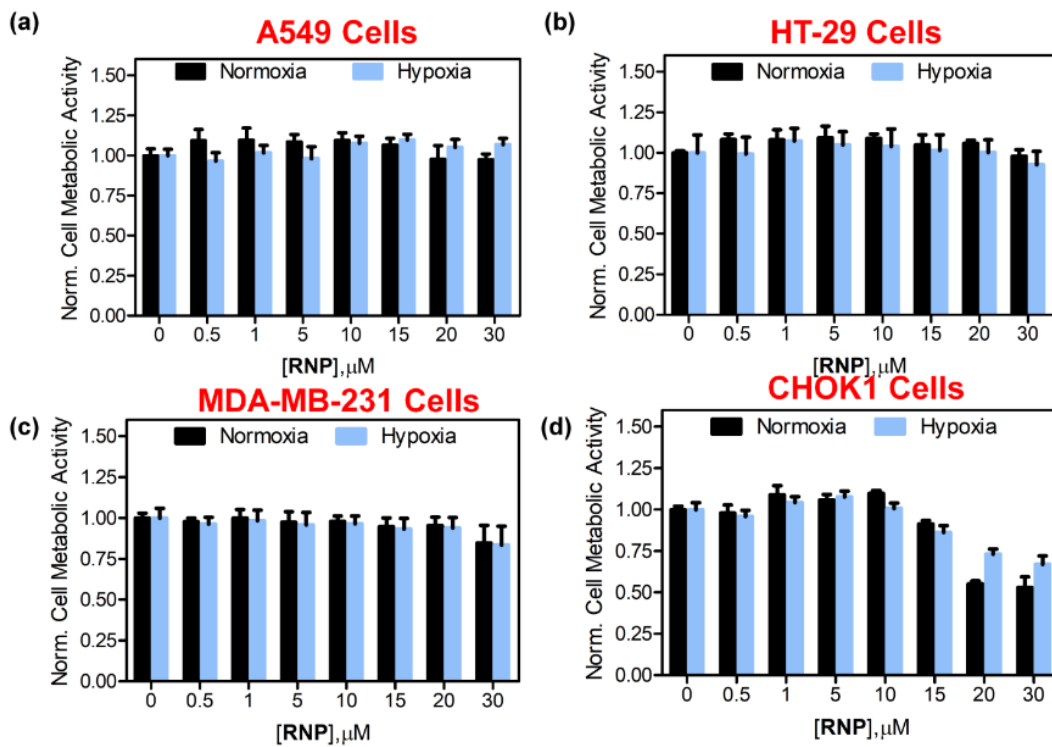 (a)
A549 Cells
Normoxia Hypoxia
Norm. Cell Metabolic Activity
1.50
1.25
1.00
0.75
0.50
0.25
0.00
0 0.5 1 5 10 15 20 30
[RNP],μM
(b)
HT-29 Cells
Normoxia Hypoxia
Norm. Cell Metabolic Activity
1.50
1.25
1.00
0.75
0.50
0.25
0.00
0 0.5 1 5 10 15 20 30
[RNP],μM
(c)
MDA-MB-231 Cells
Normoxia Hypoxia
Norm. Cell Metabolic Activity
1.50
1.25
1.00
0.75
0.50
0.25
0.00
0 0.5 1 5 10 15 20 30
[RNP],μM
(d)
CHOK1 Cells
Normoxia Hypoxia
Norm. Cell Metabolic Activity
1.50
1.25
1.00
0.75
0.50
0.25
0.00
0 0.5 1 5 10 15 20 30
[RNP],μM